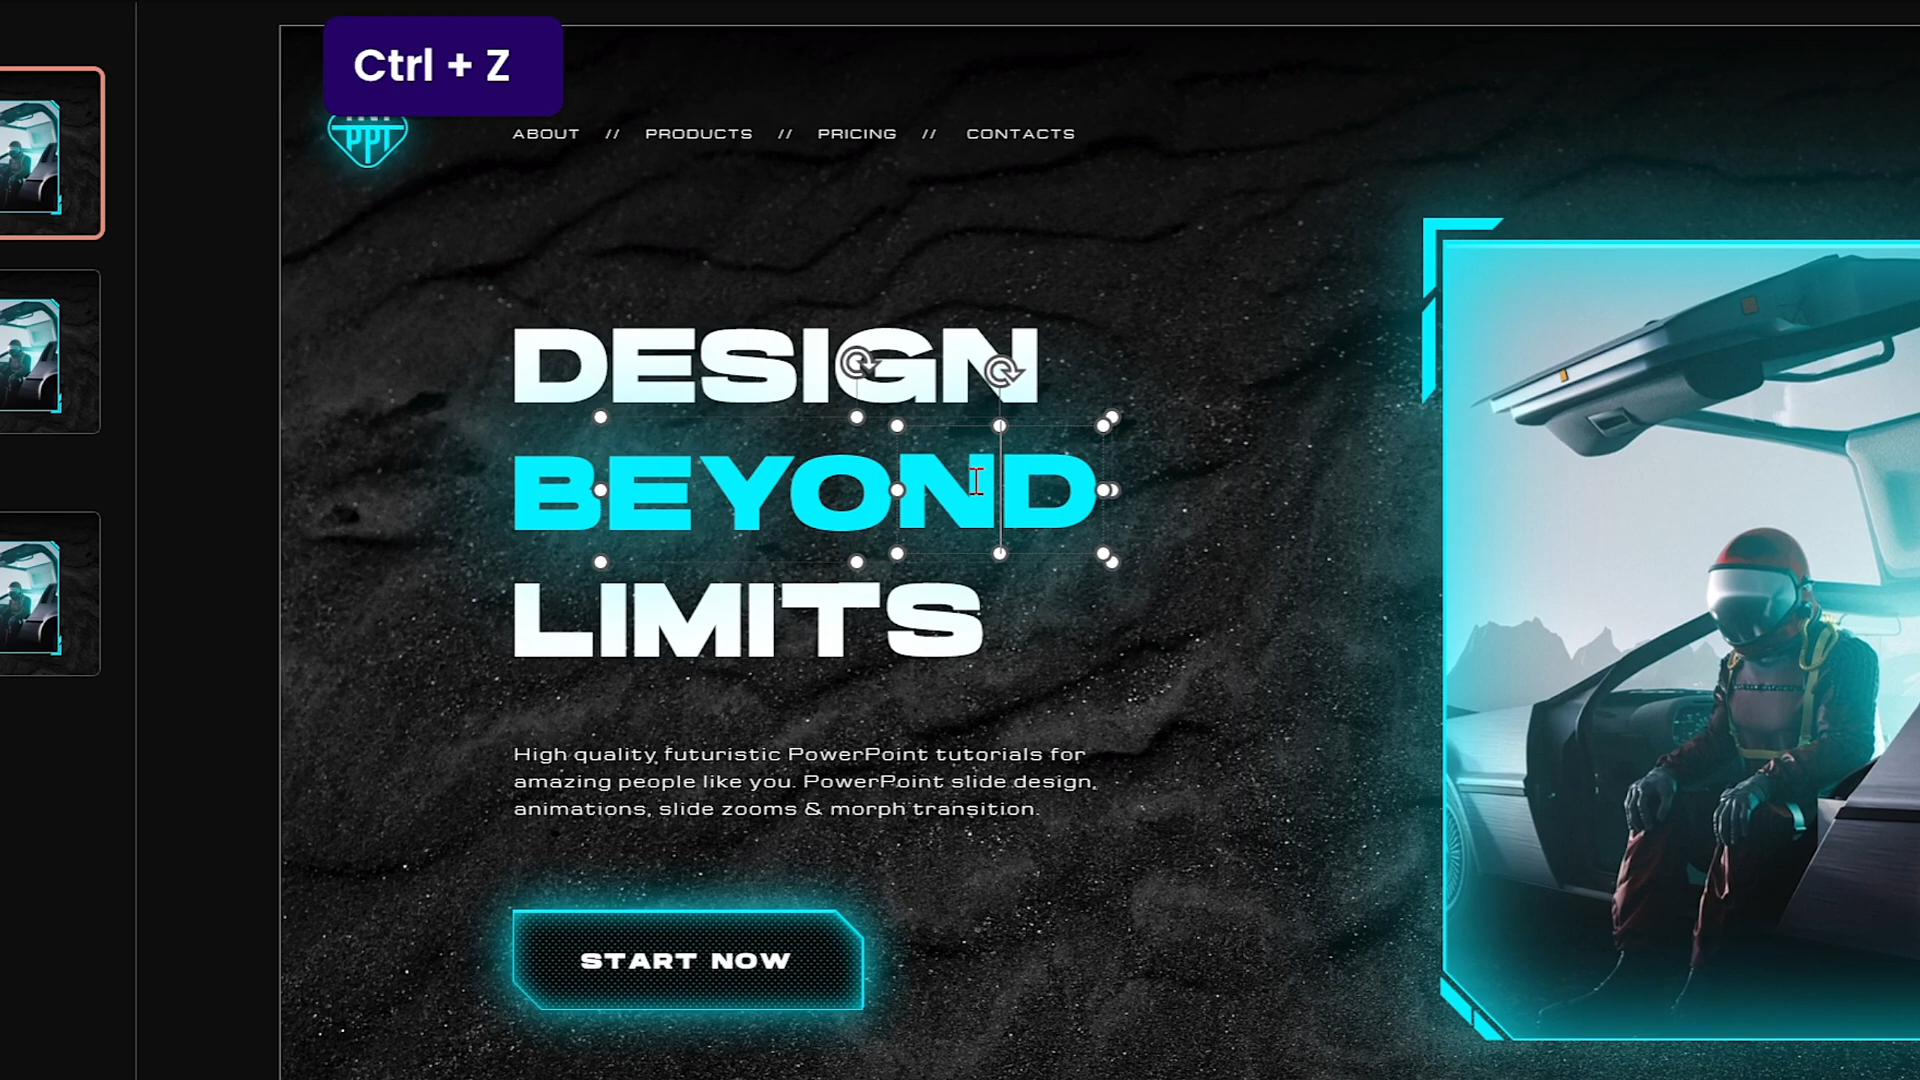 Ctrl + Z
PPT
ABOUT // PRODUCTS // PRICING // CONTACTS
DESIGN
BEYOND
LIMITS
High quality futuristic PowerPoint tutorials for
amazing people like you. PowerPoint slide design,
animations, slide zooms & morph transition.
START NOW